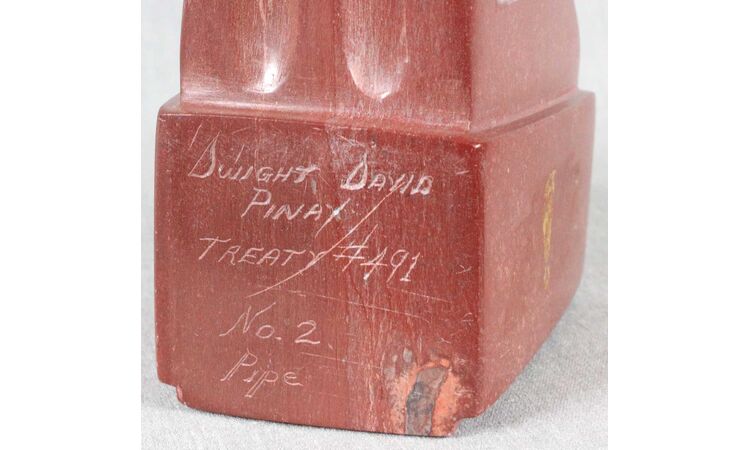 Dwight David
Pinay
Treaty #491
No. 2.
Pipe